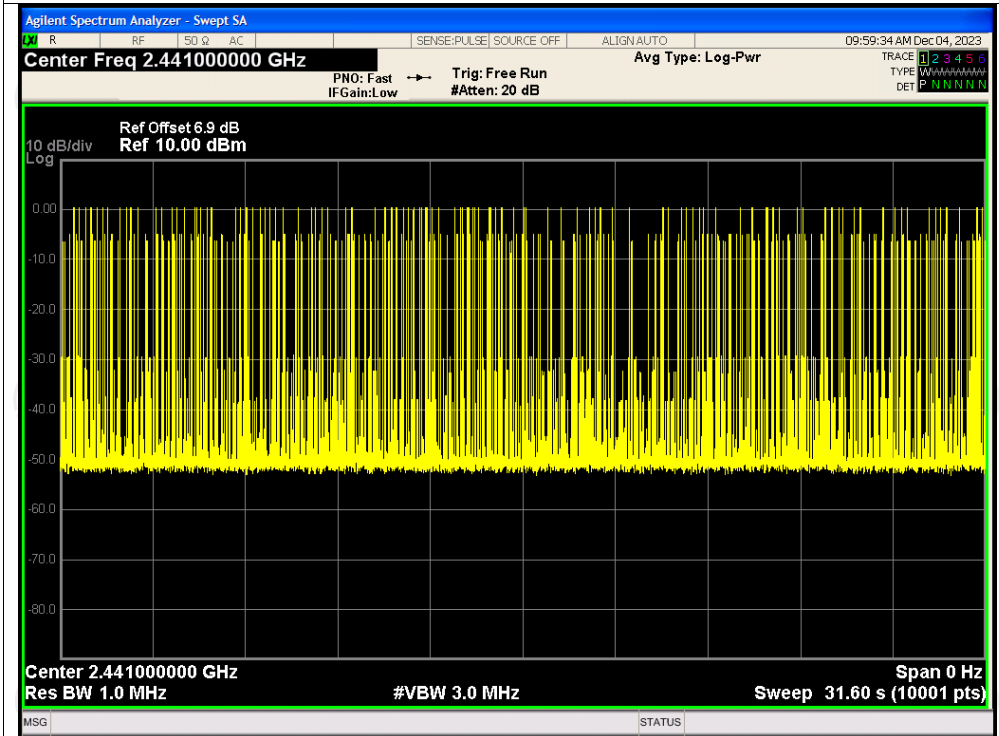 Agilent Spectrum Analyzer - Swept SA
LXI R RF 50 Ω AC SENSE:PULSE SOURCE OFF ALIGN AUTO 09:59:34 AM Dec 04, 2023
Center Freq 2.441000000 GHz Avg Type: Log-Pwr TRACE 1 2 3 4 5 6
PNO: Fast Trig: Free Run TYPE W
IFGain:Low #Atten: 20 dB DET P N N N N N
Ref Offset 6.9 dB
10 dB/div Ref 10.00 dBm
Log
0.00
-10.0
-20.0
-30.0
-40.0
-50.0
-60.0
-70.0
-80.0
Center 2.441000000 GHz Span 0 Hz
Res BW 1.0 MHz #VBW 3.0 MHz Sweep 31.60 s (10001 pts)
MSG STATUS